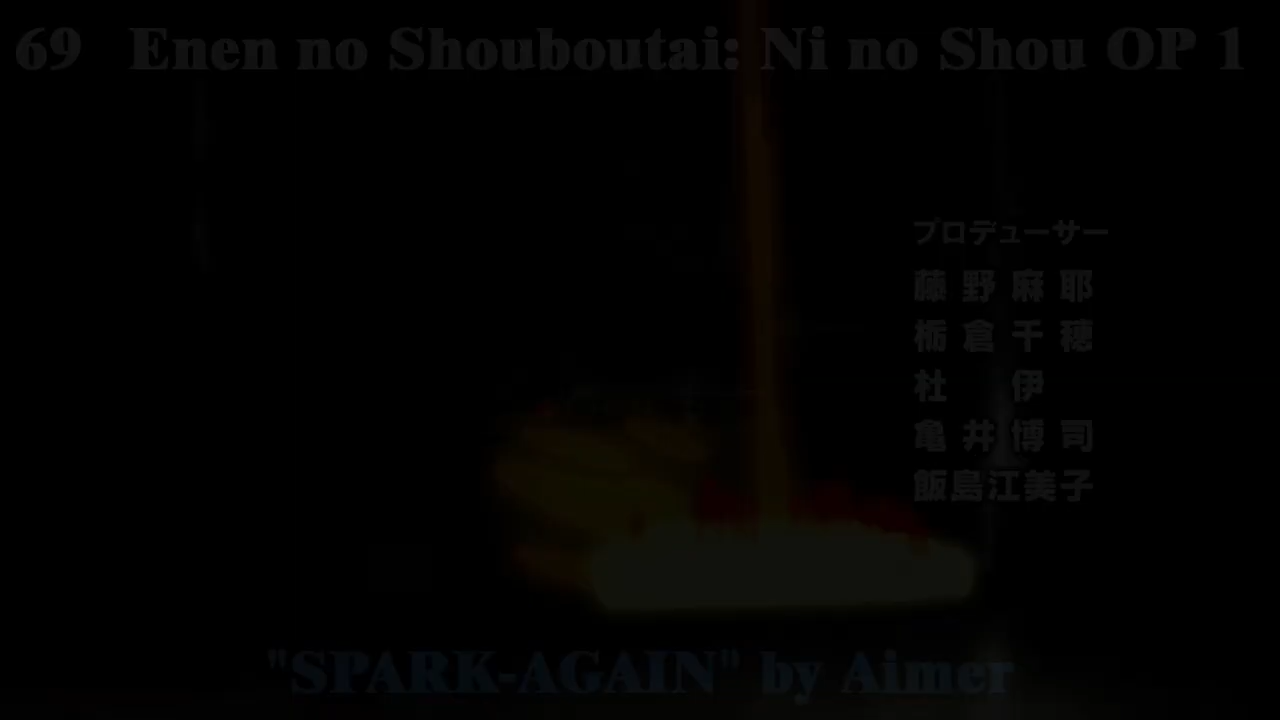 69 Enen no Shouboutai: Ni no Shou OP 1
プロデューサー
藤野麻耶
栃倉千穂
杜 伊
亀井博司
飯島江美子
"SPARK-AGAIN" by Aimer